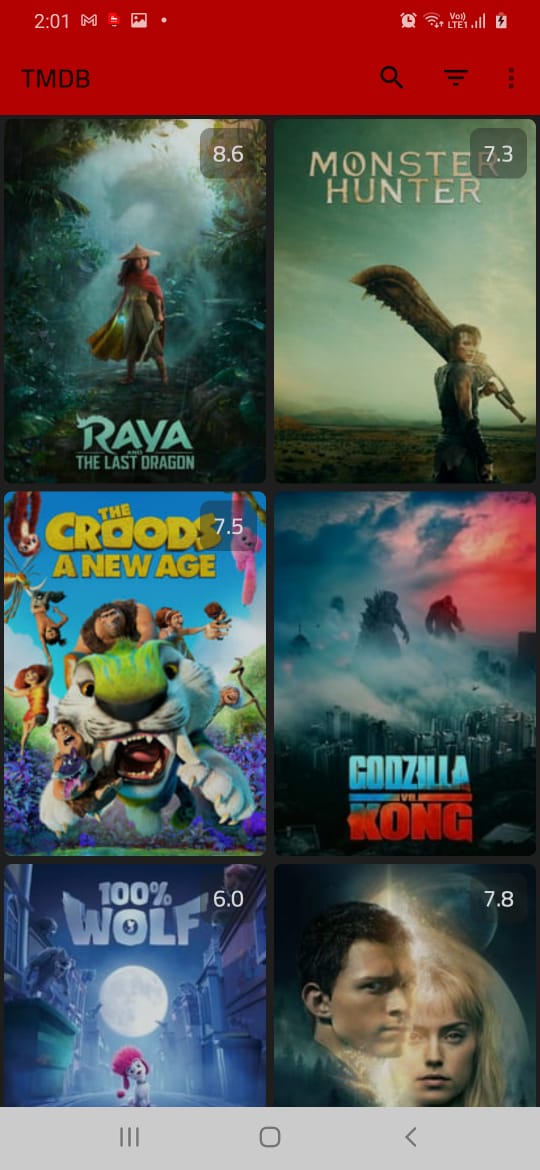 2:01
Vo)) LTE1
TMDB
8.6
RAYA
AND
THE LAST DRAGON
7.3
MONSTER
HUNTER
7.5
THE
CROODS
A NEW AGE
GODZILLA
VS
KONG
6.0
100%
WOLF
7.8